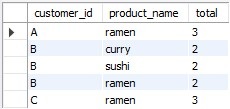 customer_id product_name total
A ramen 3
B curry 2
B sushi 2
B ramen 2
C ramen 3